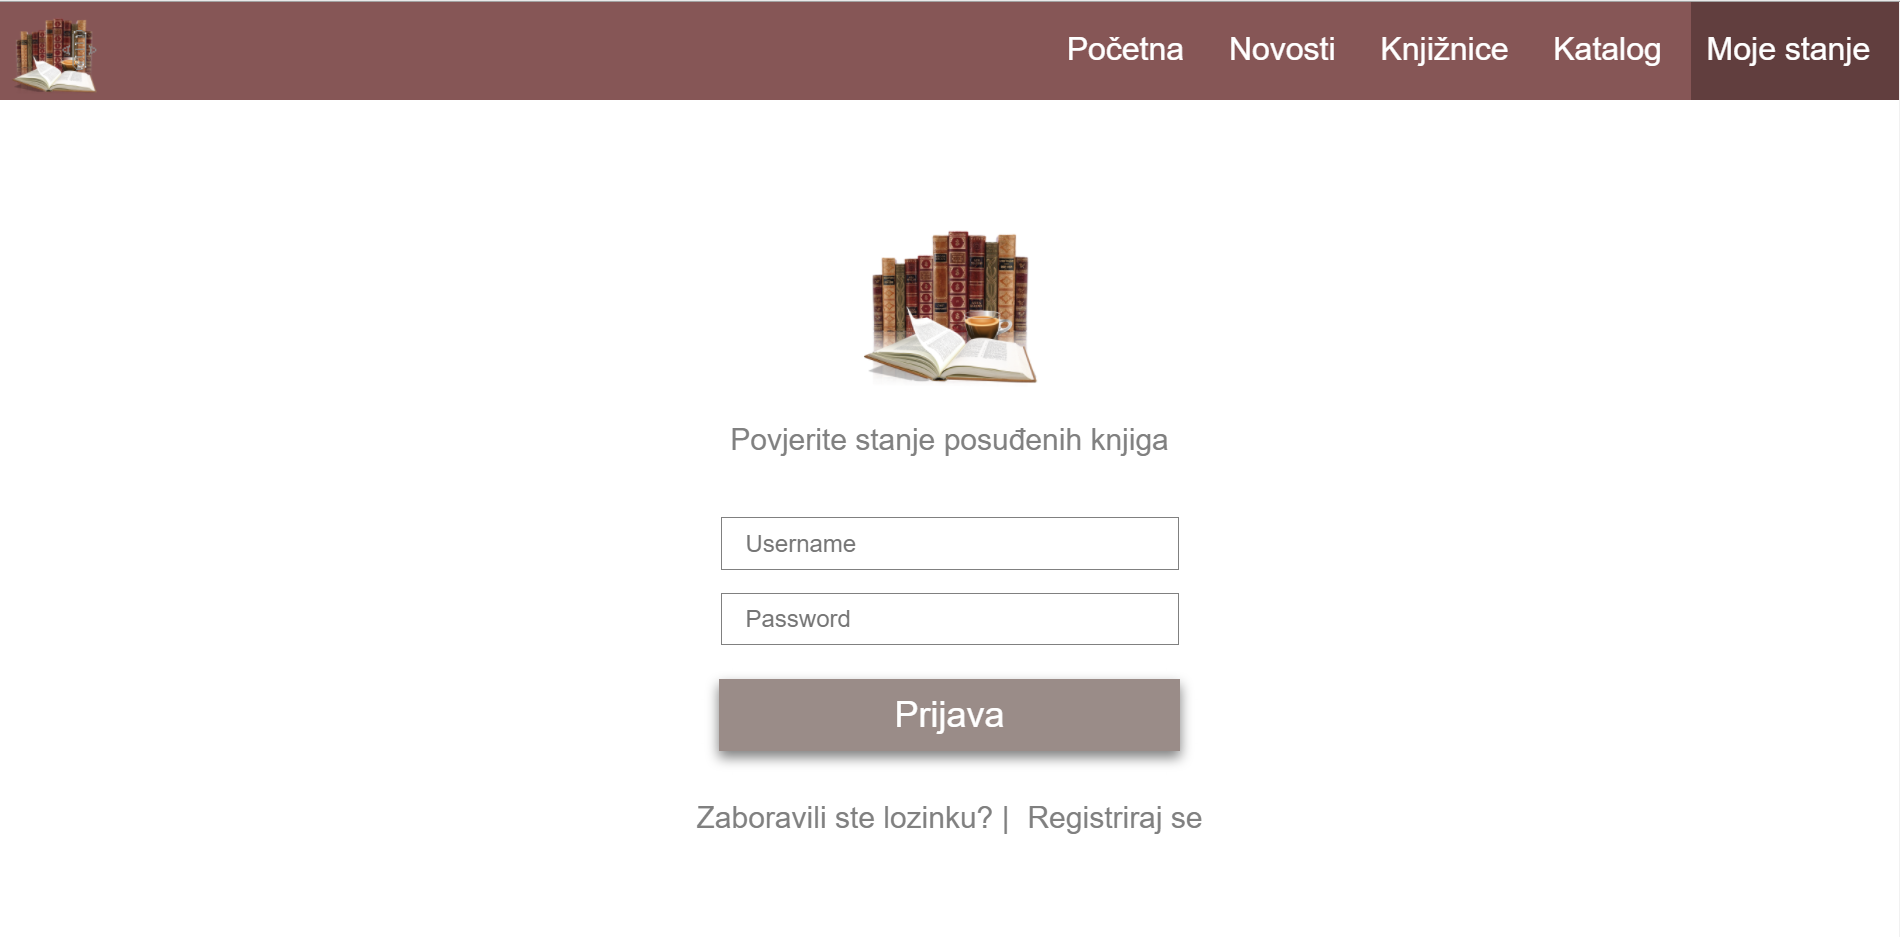 Početna Novosti Knjižnice Katalog Moje stanje
Povjerite stanje posuđenih knjiga
Username
Password
Prijava
Zaboravili ste lozinku? | Registriraj se